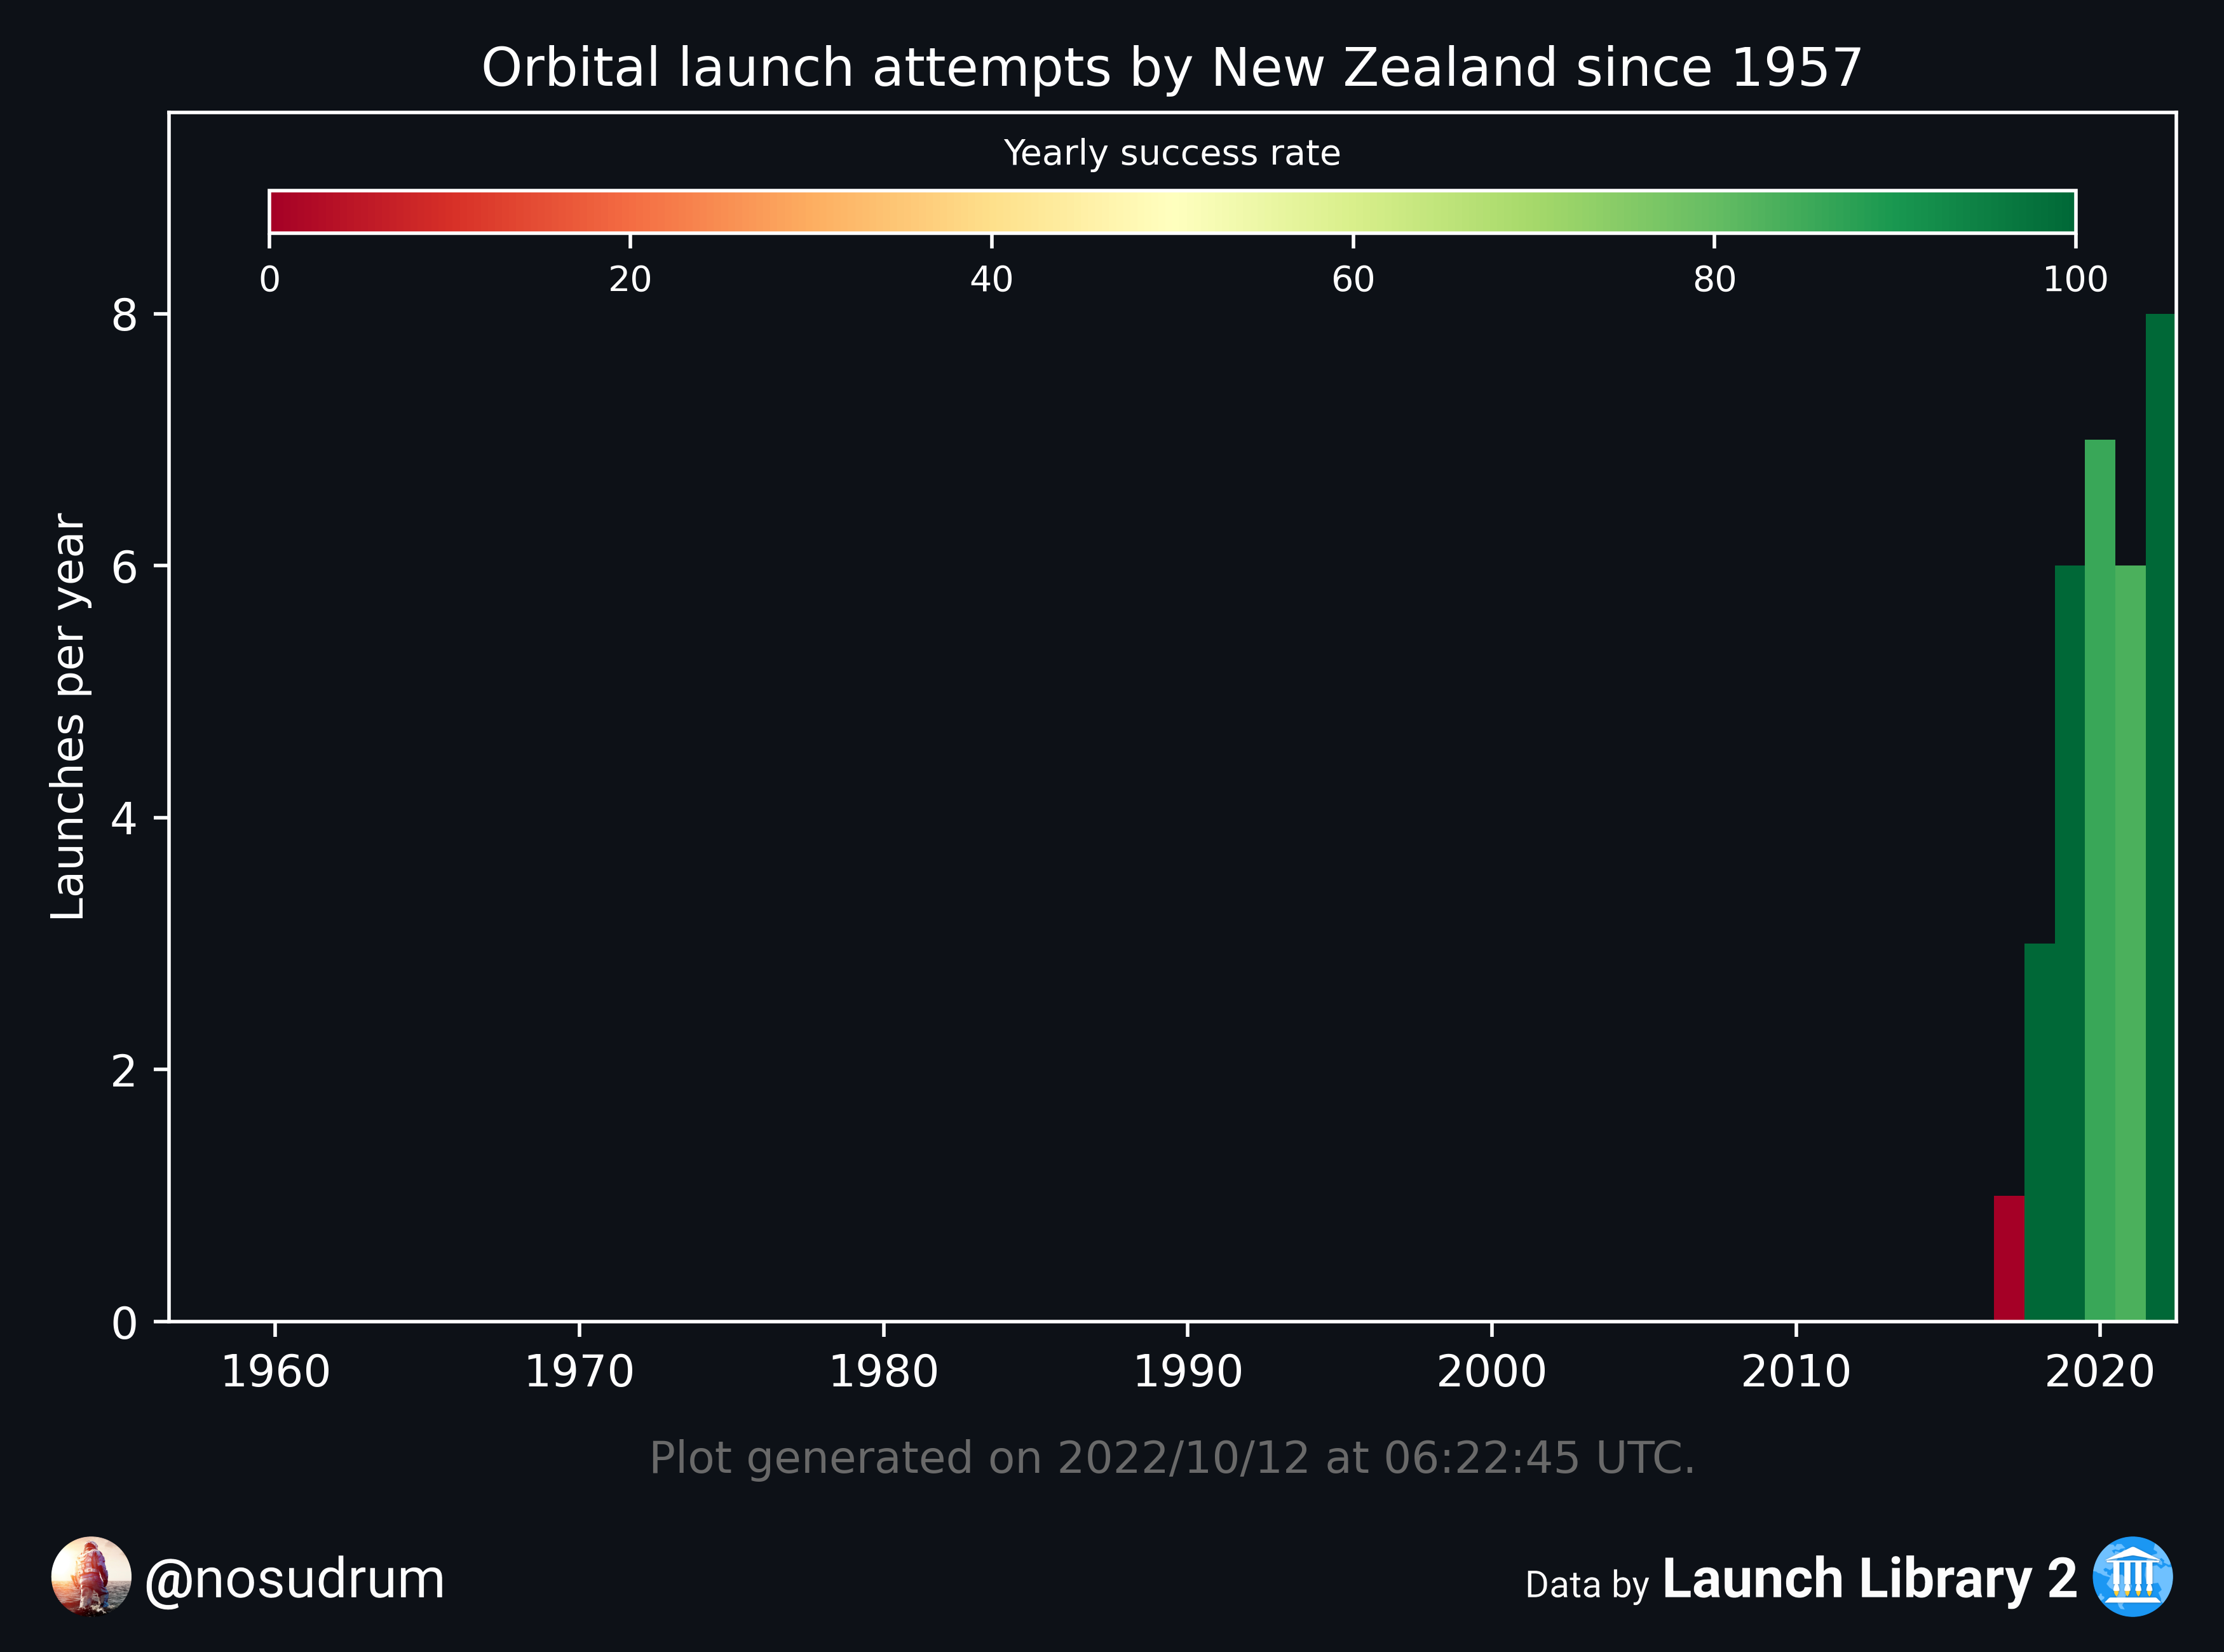 Orbital launch attempts by New Zealand since 1957
Yearly success rate
0 20 40 60 80 100
Launches per year
8
6
4
2
0
1960 1970 1980 1990 2000 2010 2020
Plot generated on 2022/10/12 at 06:22:45 UTC.
@nosudrum
Data by Launch Library 2